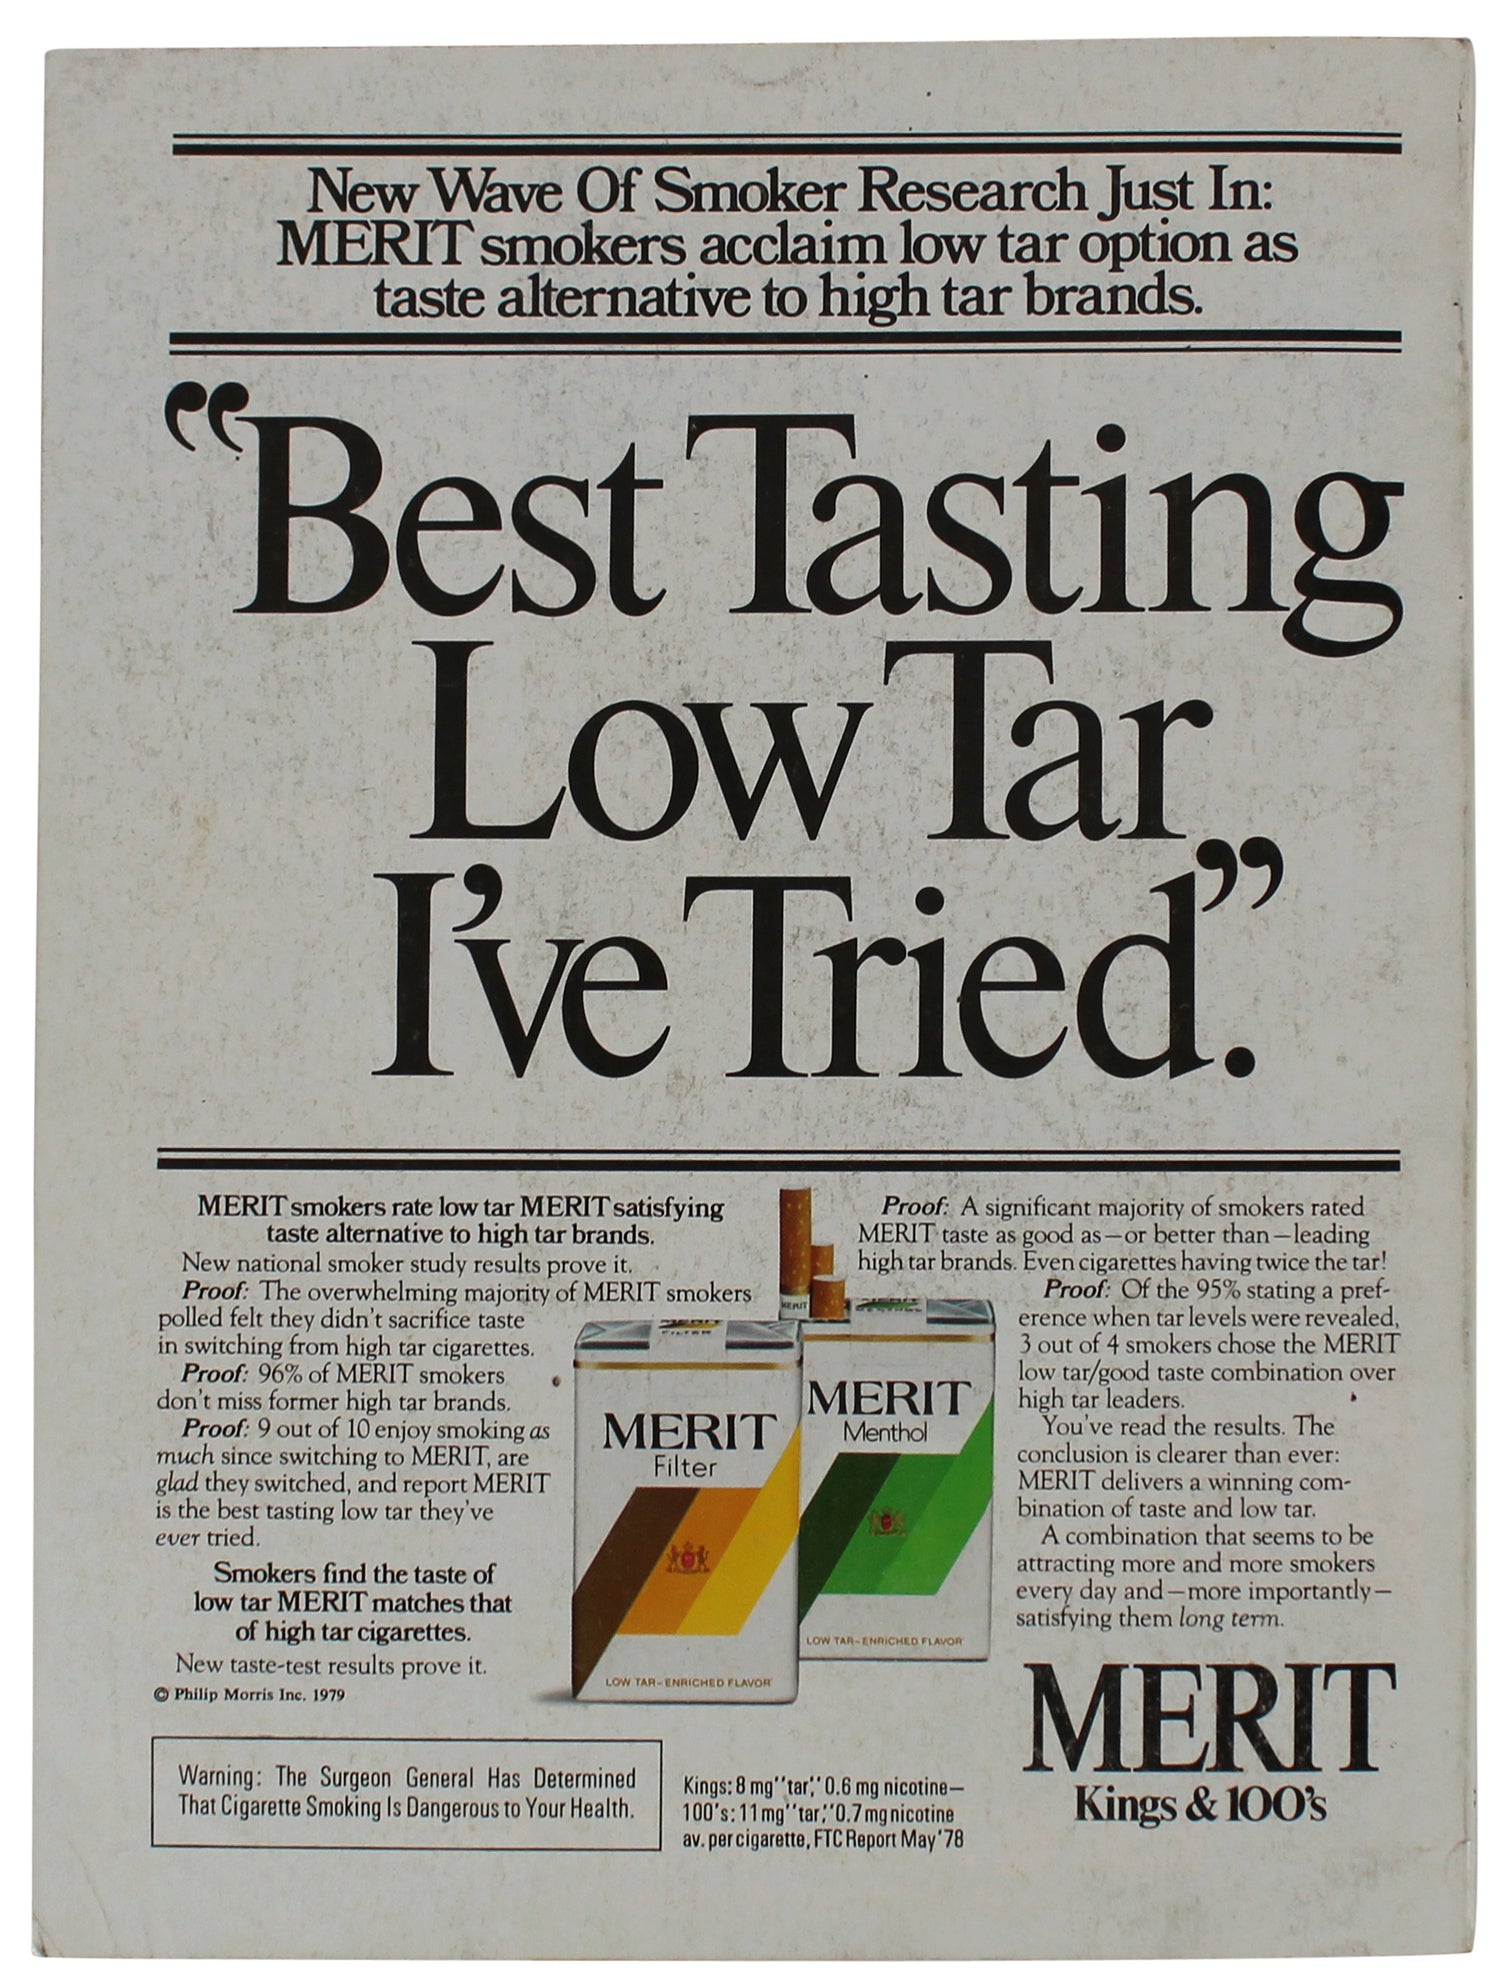 New Wave Of Smoker Research Just In:
MERIT smokers acclaim low tar option as
taste alternative to high tar brands.
“Best Tasting
Low Tar
I’ve Tried.”
MERIT smokers rate low tar MERIT satisfying
taste alternative to high tar brands.
New national smoker study results prove it.
Proof: The overwhelming majority of MERIT smokers
polled felt they didn’t sacrifice taste
in switching from high tar cigarettes.
Proof: 96% of MERIT smokers
don’t miss former high tar brands.
Proof: 9 out of 10 enjoy smoking as
much since switching to MERIT, are
glad they switched, and report MERIT
is the best tasting low tar they’ve
ever tried.
Smokers find the taste of
low tar MERIT matches that
of high tar cigarettes.
New taste-test results prove it.
© Philip Morris Inc. 1979
MERIT
MERIT
FILTER
MERIT
Filter
LOW TAR–ENRICHED FLAVOR
MERIT
Menthol
LOW TAR–ENRICHED FLAVOR
Proof: A significant majority of smokers rated
MERIT taste as good as—or better than—leading
high tar brands. Even cigarettes having twice the tar!
Proof: Of the 95% stating a pref-
erence when tar levels were revealed,
3 out of 4 smokers chose the MERIT
low tar/good taste combination over
high tar leaders.
You’ve read the results. The
conclusion is clearer than ever:
MERIT delivers a winning com-
bination of taste and low tar.
A combination that seems to be
attracting more and more smokers
every day and—more importantly—
satisfying them long term.
MERIT
Kings & 100’s
Warning: The Surgeon General Has Determined
That Cigarette Smoking Is Dangerous to Your Health.
Kings: 8 mg ‘‘tar,’’ 0.6 mg nicotine—
100’s: 11 mg ‘‘tar,’’ 0.7 mg nicotine
av. per cigarette, FTC Report May ’78